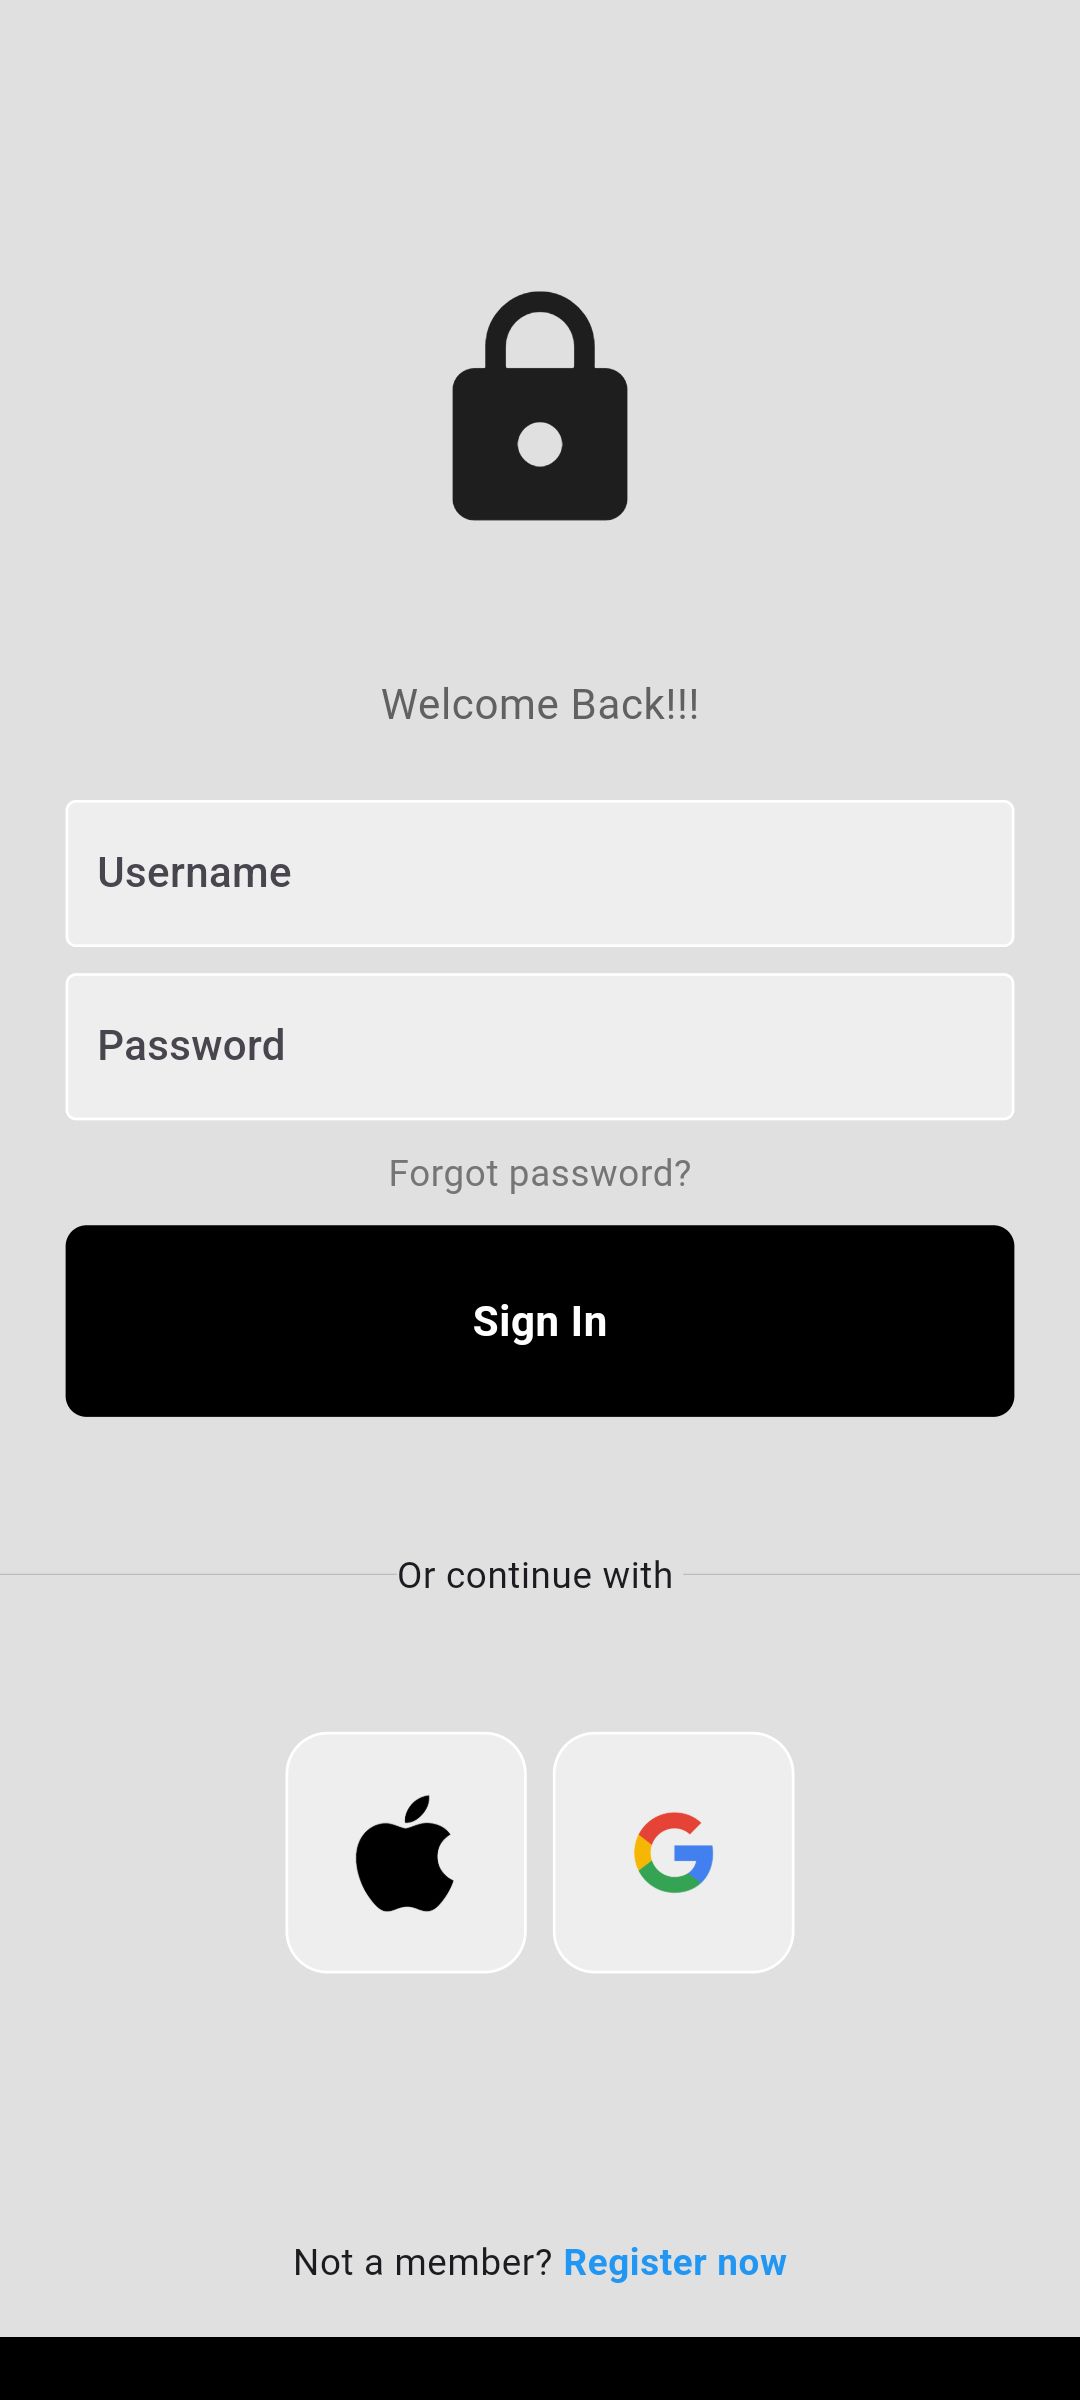 Welcome Back!!!
Username
Password
Forgot password?
Sign In
Or continue with
Not a member? Register now